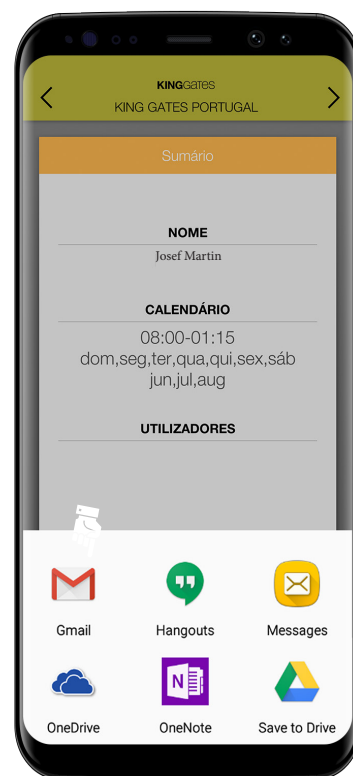 KINGGATES
KING GATES PORTUGAL
Sumário
NOME
Josef Martin
CALENDÁRIO
08:00-01:15
dom,seg,ter,qua,qui,sex,sáb
jun,jul,aug
UTILIZADORES
Gmail Hangouts Messages
N
OneDrive OneNote Save to Drive